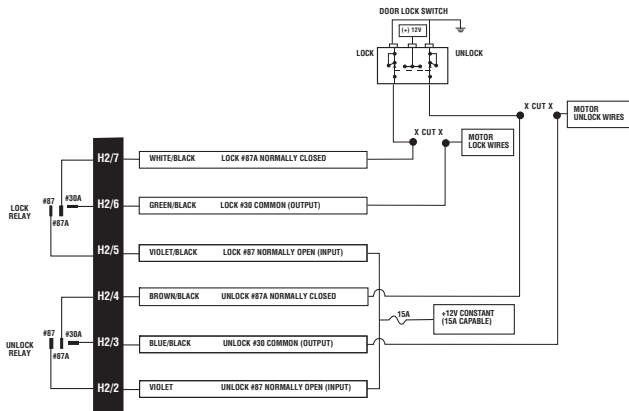 DOOR LOCK SWITCH
(+) 12V
LOCK
UNLOCK
X CUT X
MOTOR
UNLOCK WIRES
X CUT X
MOTOR
LOCK WIRES
H2/7
WHITE/BLACK LOCK #87A NORMALLY CLOSED
#87
#30A
#87A
LOCK
RELAY
H2/6
GREEN/BLACK LOCK #30 COMMON (OUTPUT)
H2/5
VIOLET/BLACK LOCK #87 NORMALLY OPEN (INPUT)
H2/4
BROWN/BLACK UNLOCK #87A NORMALLY CLOSED
15A
+12V CONSTANT
(15A CAPABLE)
#87
#30A
#87A
UNLOCK
RELAY
H2/3
BLUE/BLACK UNLOCK #30 COMMON (OUTPUT)
H2/2
VIOLET UNLOCK #87 NORMALLY OPEN (INPUT)